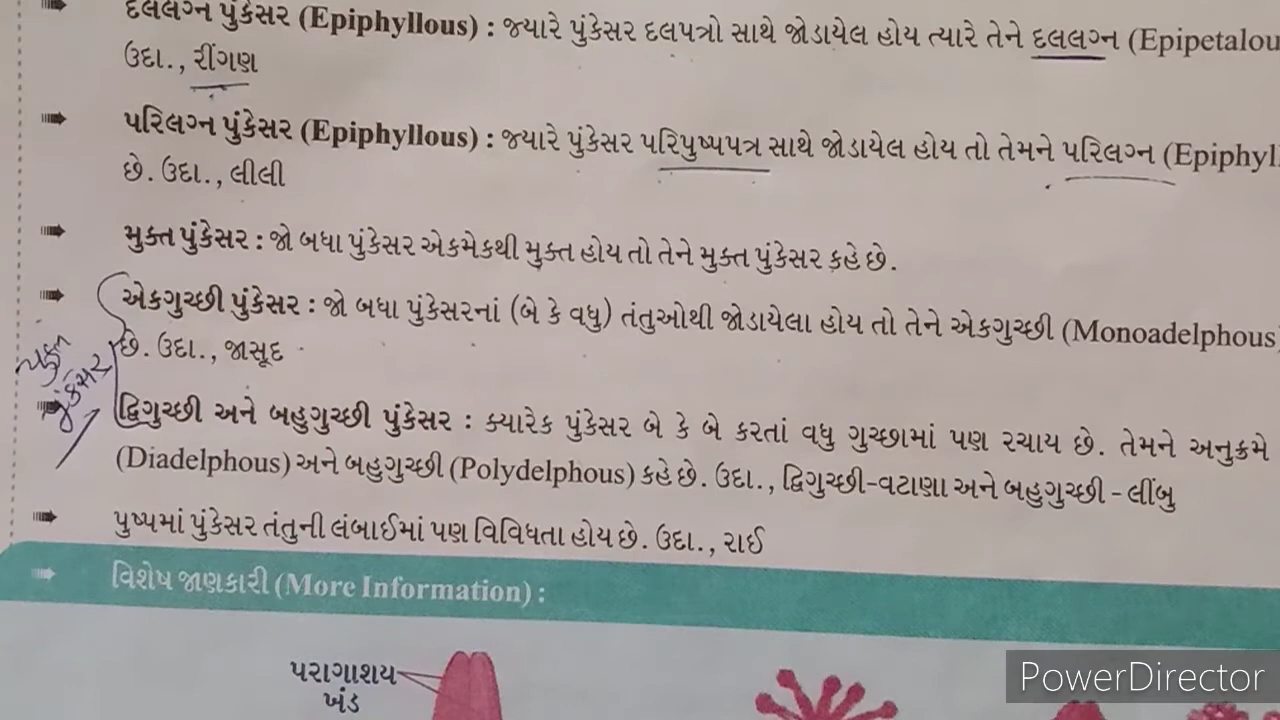 દલલગ્ન પુંકેસર (Epiphyllous) : જ્યારે પુંકેસર દલપત્રો સાથે જોડાયેલ હોય ત્યારે તેને દલલગ્ન (Epipetalou
ઉદા., રીંગણ
પરિલગ્ન પુંકેસર (Epiphyllous) : જ્યારે પુંકેસર પરિપુષ્પપત્ર સાથે જોડાયેલ હોય તો તેમને પરિલગ્ન (Epiphyll
છે. ઉદા., લીલી
મુક્ત પુંકેસર : જો બધા પુંકેસર એકમેકથી મુક્ત હોય તો તેને મુક્ત પુંકેસર કહે છે.
એકગુચ્છી પુંકેસર : જો બધા પુંકેસરનાં (બે કે વધુ) તંતુઓથી જોડાયેલા હોય તો તેને એકગુચ્છી (Monoadelphous)
છે. ઉદા., જાસૂદ
પુંકેસર
દ્વિગુચ્છી અને બહુગુચ્છી પુંકેસર : ક્યારેક પુંકેસર બે કે બે કરતાં વધુ ગુચ્છામાં પણ રચાય છે. તેમને અનુક્રમે
(Diadelphous) અને બહુગુચ્છી (Polydelphous) કહે છે. ઉદા., દ્વિગુચ્છી-વટાણા અને બહુગુચ્છી - લીંબુ
પુષ્પમાં પુંકેસર તંતુની લંબાઈમાં પણ વિવિધતા હોય છે. ઉદા., રાઈ
વિશેષ જાણકારી (More Information) :
પરાગાશય
ખંડ
PowerDirector